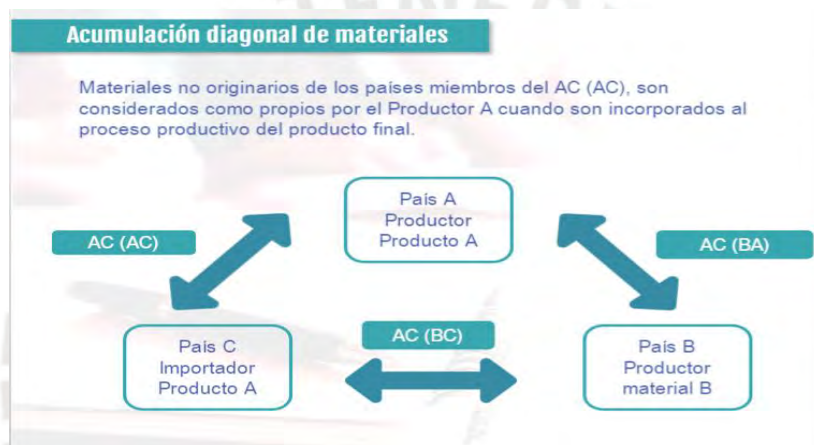 Acumulación diagonal de materiales
Materiales no originarios de los países miembros del AC (AC), son
considerados como propios por el Productor A cuando son incorporados al
proceso productivo del producto final.
País A
Productor
Producto A
AC (AC)
AC (BA)
País C
Importador
Producto A
AC (BC)
País B
Productor
material B